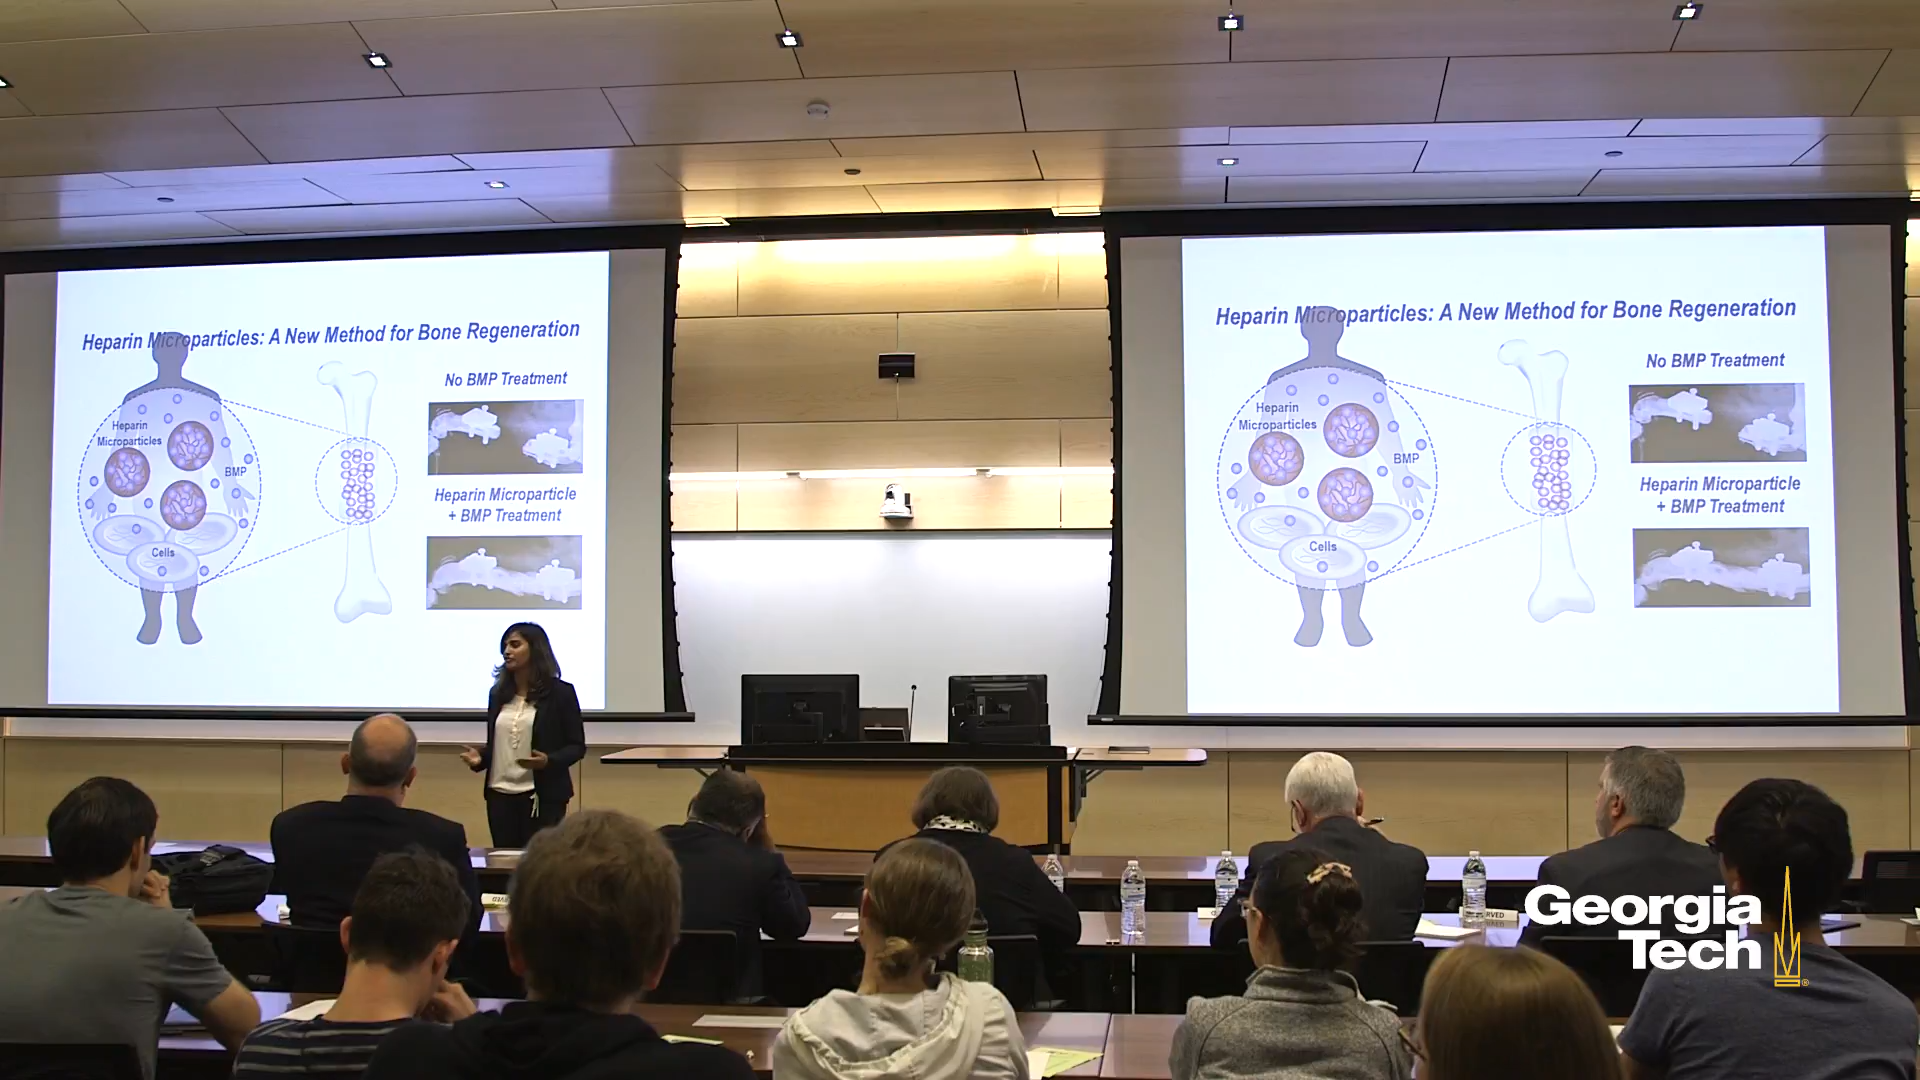 Heparin Microparticles: A New Method for Bone Regeneration
No BMP Treatment
Heparin
Microparticles
BMP
Heparin Microparticle
+ BMP Treatment
Cells
Heparin Microparticles: A New Method for Bone Regeneration
No BMP Treatment
Heparin
Microparticles
BMP
Heparin Microparticle
+ BMP Treatment
Cells
Georgia
Tech